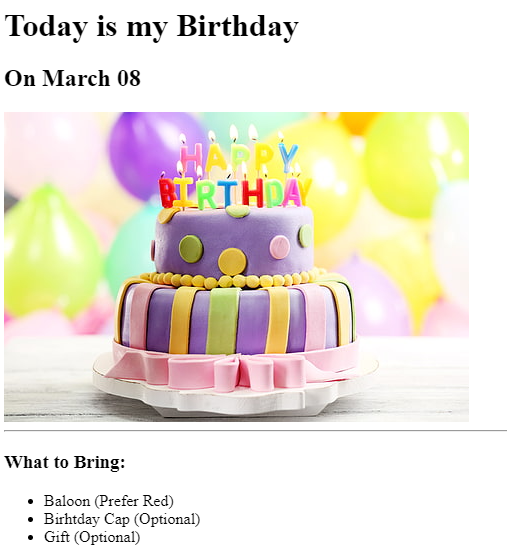 Today is my Birthday
On March 08
HAPPY
BIRTHDAY
What to Bring:
Baloon (Prefer Red)
Birhtday Cap (Optional)
Gift (Optional)